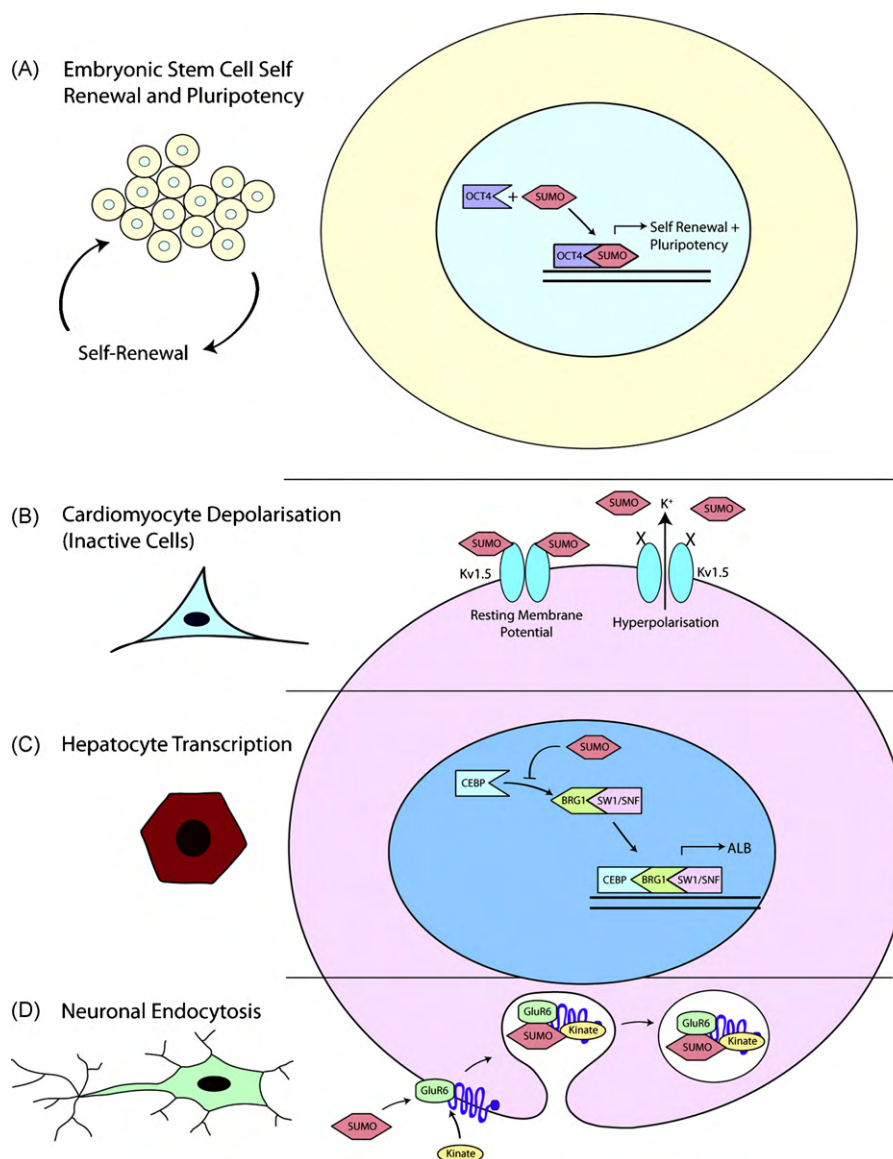 (A) Embryonic Stem Cell Self
Renewal and Pluripotency
Self-Renewal
OCT4 + SUMO
Self Renewal +
Pluripotency
OCT4 SUMO
(B) Cardiomyocyte Depolarisation
(Inactive Cells)
SUMO SUMO
Kv1.5
Resting Membrane
Potential
SUMO K+ SUMO
X X
Kv1.5
Hyperpolarisation
(C) Hepatocyte Transcription
SUMO
CEBP
BRG1 SW1/SNF
ALB
CEBP BRG1 SW1/SNF
(D) Neuronal Endocytosis
SUMO
GluR6
Kinate
GluR6
SUMO Kinate
GluR6
SUMO Kinate